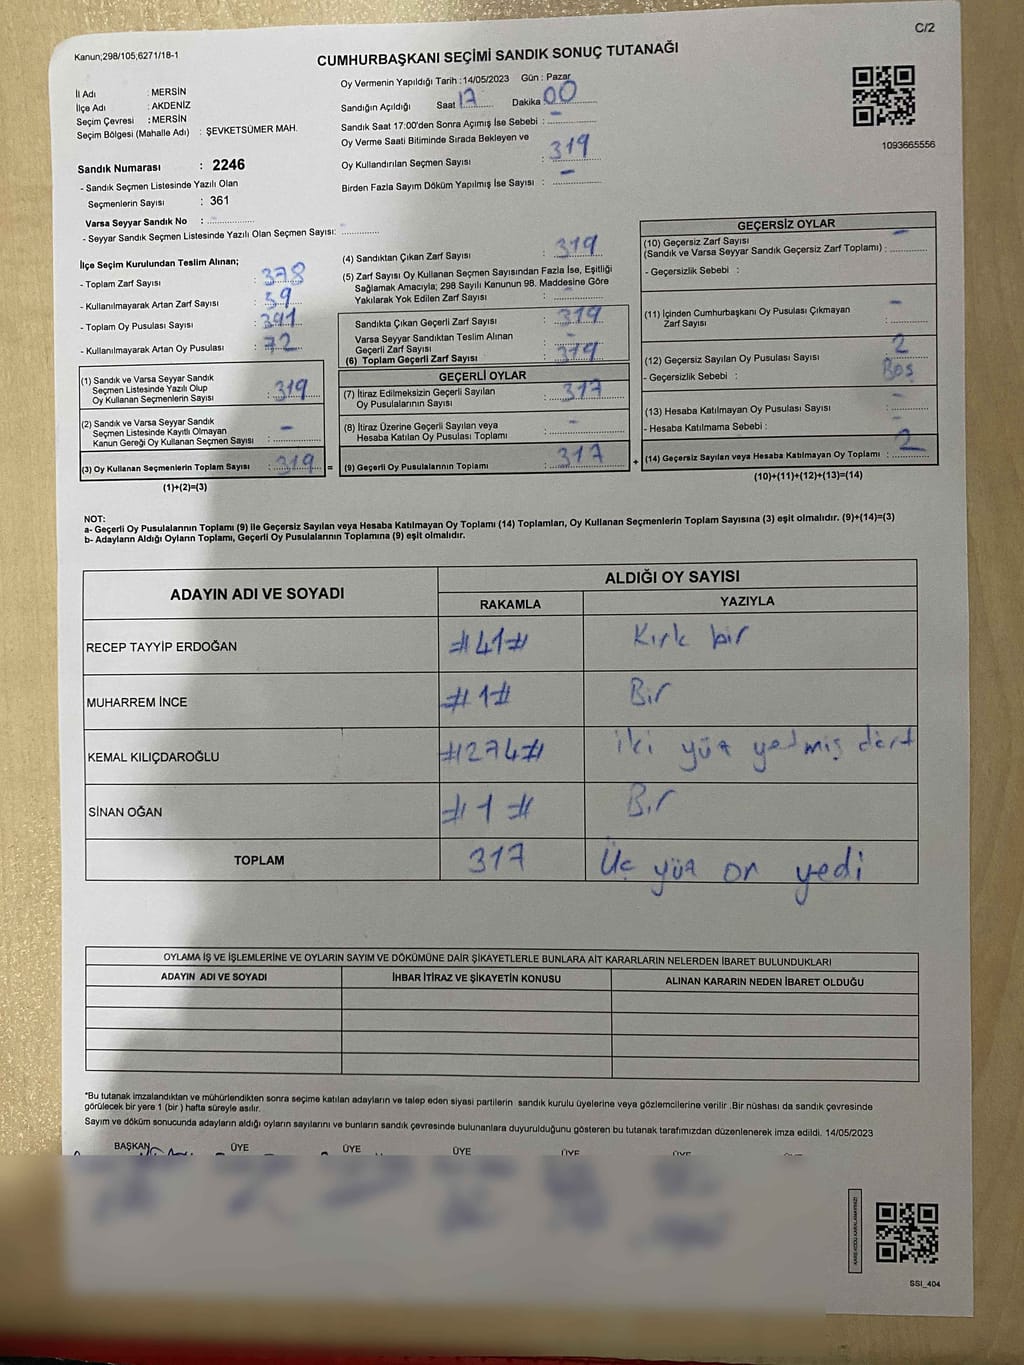 C/2
Kanun;298/105;6271/18-1
CUMHURBAŞKANI SEÇİMİ SANDIK SONUÇ TUTANAĞI
İl Adı : MERSİN
İlçe Adı : AKDENİZ
Seçim Çevresi : MERSİN
Seçim Bölgesi (Mahalle Adı) : ŞEVKETSÜMER MAH.
Sandık Numarası : 2246
- Sandık Seçmen Listesinde Yazılı Olan
Seçmenlerin Sayısı : 361
Varsa Seyyar Sandık No :
- Seyyar Sandık Seçmen Listesinde Yazılı Olan Seçmen Sayısı:
Oy Vermenin Yapıldığı Tarih : 14/05/2023 Gün : Pazar
Sandığın Açıldığı Saat 17 Dakika 00
Sandık Saat 17:00'den Sonra Açımış İse Sebebi : -
Oy Verme Saati Bitiminde Sırada Bekleyen ve
Oy Kullandırılan Seçmen Sayısı : 319
Birden Fazla Sayım Döküm Yapılmış İse Sayısı : -
1093665556
İlçe Seçim Kurulundan Teslim Alınan;
- Toplam Zarf Sayısı : 378
- Kullanılmayarak Artan Zarf Sayısı : 59
- Toplam Oy Pusulası Sayısı : 391
- Kullanılmayarak Artan Oy Pusulası : 72
(1) Sandık ve Varsa Seyyar Sandık
Seçmen Listesinde Yazılı Olup
Oy Kullanan Seçmenlerin Sayısı : 319
(2) Sandık ve Varsa Seyyar Sandık
Seçmen Listesinde Kayıtlı Olmayan
Kanun Gereği Oy Kullanan Seçmen Sayısı : -
(3) Oy Kullanan Seçmenlerin Toplam Sayısı : 319 =
(1)+(2)=(3)
(4) Sandıktan Çıkan Zarf Sayısı : 319
(5) Zarf Sayısı Oy Kullanan Seçmen Sayısından Fazla İse, Eşitliği
Sağlamak Amacıyla; 298 Sayılı Kanunun 98. Maddesine Göre
Yakılarak Yok Edilen Zarf Sayısı : -
Sandıkta Çıkan Geçerli Zarf Sayısı : 319
Varsa Seyyar Sandıktan Teslim Alınan
Geçerli Zarf Sayısı : -
(6) Toplam Geçerli Zarf Sayısı : 319
GEÇERLİ OYLAR
(7) İtiraz Edilmeksizin Geçerli Sayılan
Oy Pusulalarının Sayısı : 317
(8) İtiraz Üzerine Geçerli Sayılan veya
Hesaba Katılan Oy Pusulası Toplamı : -
(9) Geçerli Oy Pusulalarının Toplamı : 317 +
GEÇERSİZ OYLAR
(10) Geçersiz Zarf Sayısı
(Sandık ve Varsa Seyyar Sandık Geçersiz Zarf Toplamı) : -
- Geçersizlik Sebebi :
(11) İçinden Cumhurbaşkanı Oy Pusulası Çıkmayan
Zarf Sayısı : -
(12) Geçersiz Sayılan Oy Pusulası Sayısı : 2
- Geçersizlik Sebebi : Boş
(13) Hesaba Katılmayan Oy Pusulası Sayısı : -
- Hesaba Katılmama Sebebi : -
(14) Geçersiz Sayılan veya Hesaba Katılmayan Oy Toplamı : 2
(10)+(11)+(12)+(13)=(14)
NOT:
a- Geçerli Oy Pusulalarının Toplamı (9) ile Geçersiz Sayılan veya Hesaba Katılmayan Oy Toplamı (14) Toplamları, Oy Kullanan Seçmenlerin Toplam Sayısına (3) eşit olmalıdır. (9)+(14)=(3)
b- Adayların Aldığı Oyların Toplamı, Geçerli Oy Pusulalarının Toplamına (9) eşit olmalıdır.
ADAYIN ADI VE SOYADI
ALDIĞI OY SAYISI
RAKAMLA YAZIYLA
RECEP TAYYİP ERDOĞAN #41# Kırk bir
MUHARREM İNCE #1# Bir
KEMAL KILIÇDAROĞLU #274# iki yüz yetmiş dört
SİNAN OĞAN #1# Bir
TOPLAM 317 Üç yüz on yedi
OYLAMA İŞ VE İŞLEMLERİNE VE OYLARIN SAYIM VE DÖKÜMÜNE DAİR ŞİKAYETLERLE BUNLARA AİT KARARLARIN NELERDEN İBARET BULUNDUKLARI
ADAYIN ADI VE SOYADI İHBAR İTİRAZ VE ŞİKAYETİN KONUSU ALINAN KARARIN NEDEN İBARET OLDUĞU
*Bu tutanak imzalandıktan ve mühürlendikten sonra seçime katılan adayların ve talep eden siyasi partilerin sandık kurulu üyelerine veya gözlemcilerine verilir .Bir nüshası da sandık çevresinde
görülecek bir yere 1 (bir ) hafta süreyle asılır.
Sayım ve döküm sonucunda adayların aldığı oyların sayılarını ve bunların sandık çevresinde bulunanlara duyurulduğunu gösteren bu tutanak tarafımızdan düzenlenerek imza edildi. 14/05/2023
BAŞKAN ÜYE ÜYE ÜYE ÜYE ÜYE
SSI_404